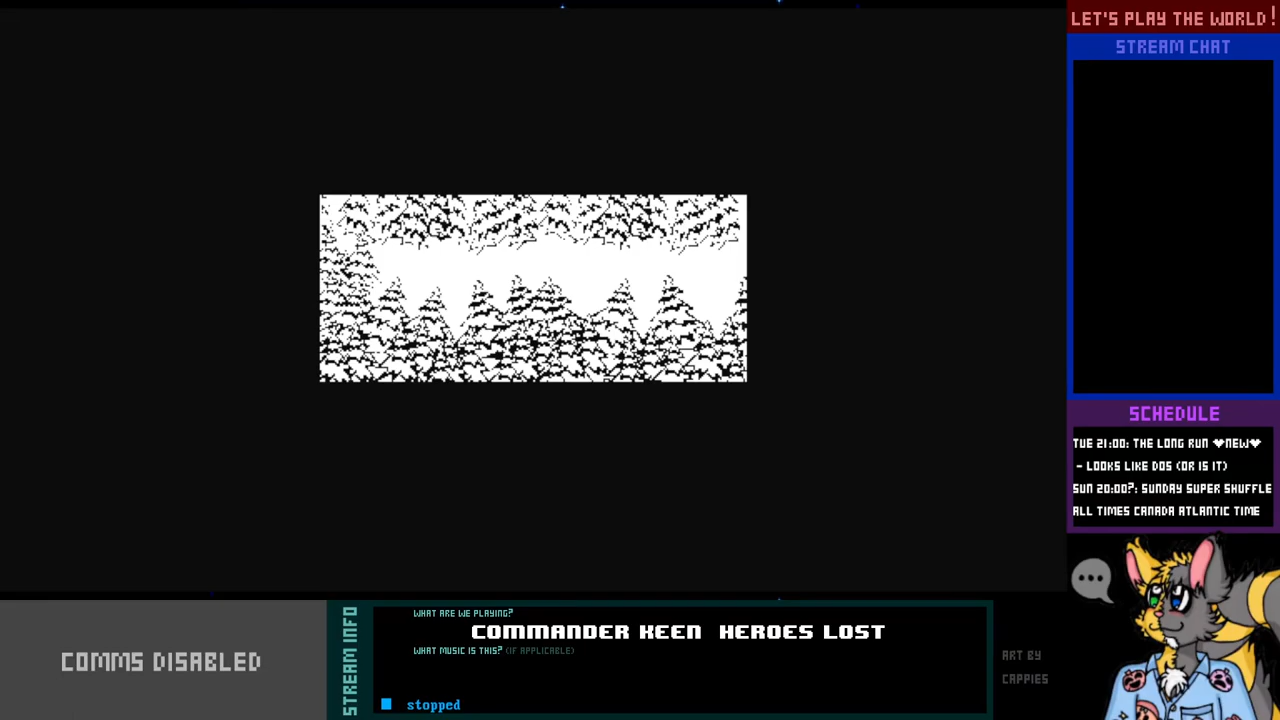 LET'S PLAY THE WORLD!
STREAM CHAT
SCHEDULE
TUE 21:00: THE LONG RUN ♥NEW♥
- LOOKS LIKE DOS (OR IS IT)
SUN 20:00?: SUNDAY SUPER SHUFFLE
ALL TIMES CANADA ATLANTIC TIME
...
COMMS DISABLED
STREAM INFO
WHAT ARE WE PLAYING?
COMMANDER KEEN HEROES LOST
WHAT MUSIC IS THIS? (IF APPLICABLE)
stopped
ART BY
CAPPIES